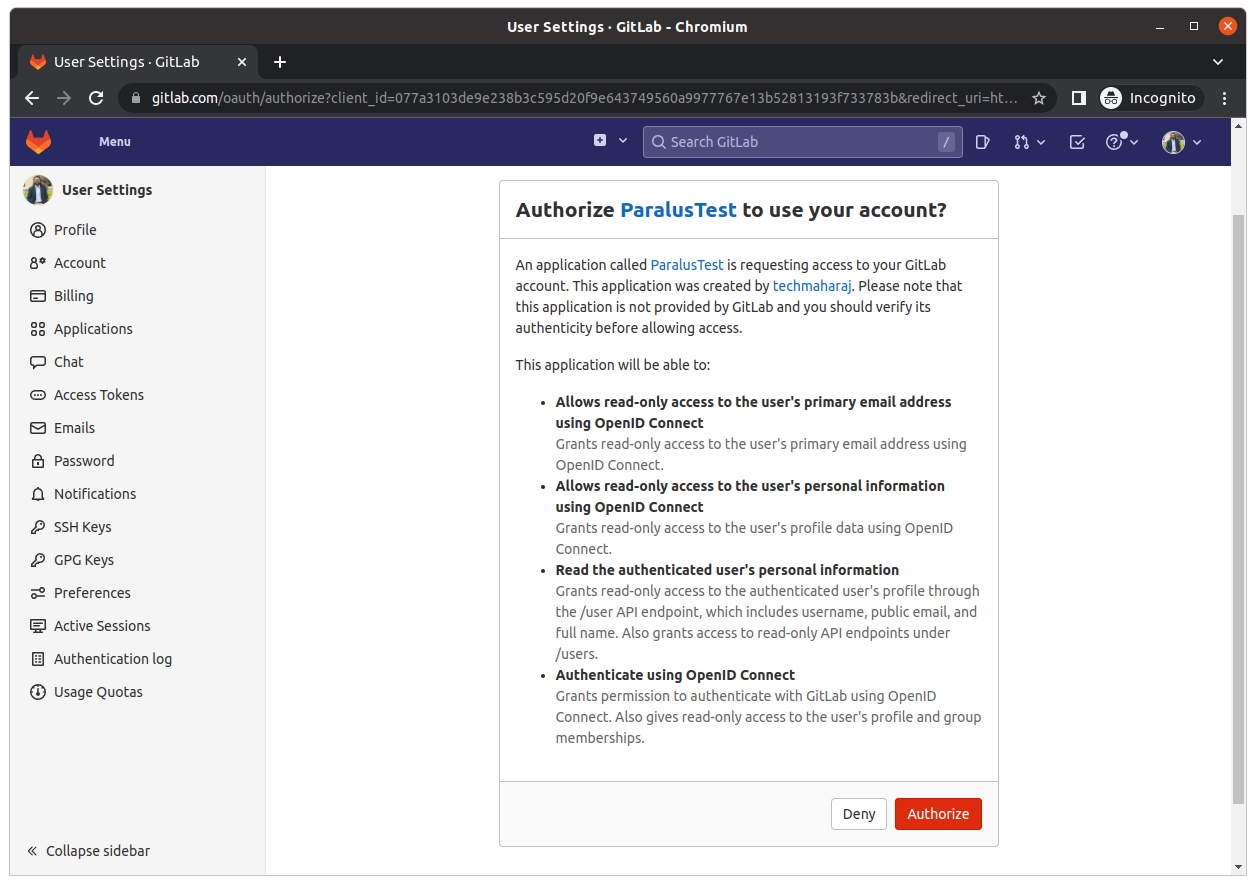 User Settings · GitLab - Chromium
User Settings · GitLab
gitlab.com/oauth/authorize?client_id=077a3103de9e238b3c595d20f9e643749560a9977767e13b52813193f733783b&redirect_uri=ht...
Incognito
Menu
Search GitLab
/
User Settings
Profile
Account
Billing
Applications
Chat
Access Tokens
Emails
Password
Notifications
SSH Keys
GPG Keys
Preferences
Active Sessions
Authentication log
Usage Quotas
Collapse sidebar
Authorize ParalusTest to use your account?
An application called ParalusTest is requesting access to your GitLab
account. This application was created by techmaharaj. Please note that
this application is not provided by GitLab and you should verify its
authenticity before allowing access.
This application will be able to:
• Allows read-only access to the user's primary email address
using OpenID Connect
Grants read-only access to the user's primary email address using
OpenID Connect.
• Allows read-only access to the user's personal information
using OpenID Connect
Grants read-only access to the user's profile data using OpenID
Connect.
• Read the authenticated user's personal information
Grants read-only access to the authenticated user's profile through
the /user API endpoint, which includes username, public email, and
full name. Also grants access to read-only API endpoints under
/users.
• Authenticate using OpenID Connect
Grants permission to authenticate with GitLab using OpenID
Connect. Also gives read-only access to the user's profile and group
memberships.
Deny
Authorize